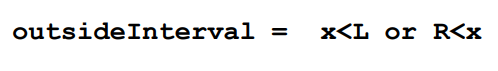 outsideInterval =  x<L or R<x